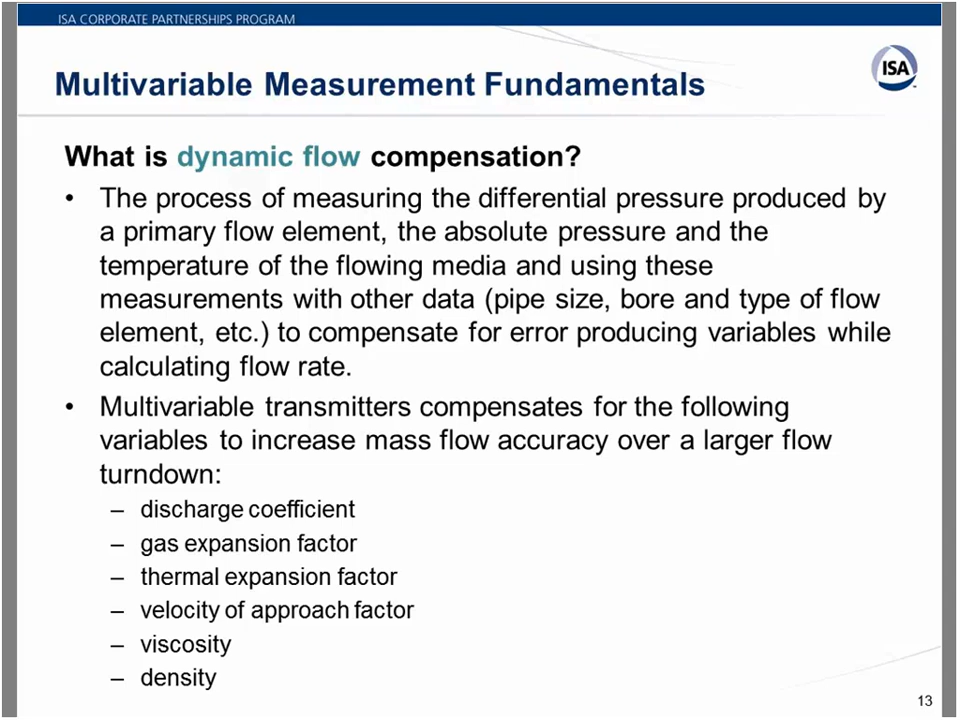 ISA CORPORATE PARTNERSHIPS PROGRAM
Multivariable Measurement Fundamentals
ISA
What is dynamic flow compensation?
• The process of measuring the differential pressure produced by
a primary flow element, the absolute pressure and the
temperature of the flowing media and using these
measurements with other data (pipe size, bore and type of flow
element, etc.) to compensate for error producing variables while
calculating flow rate.
• Multivariable transmitters compensates for the following
variables to increase mass flow accuracy over a larger flow
turndown:
– discharge coefficient
– gas expansion factor
– thermal expansion factor
– velocity of approach factor
– viscosity
– density
13